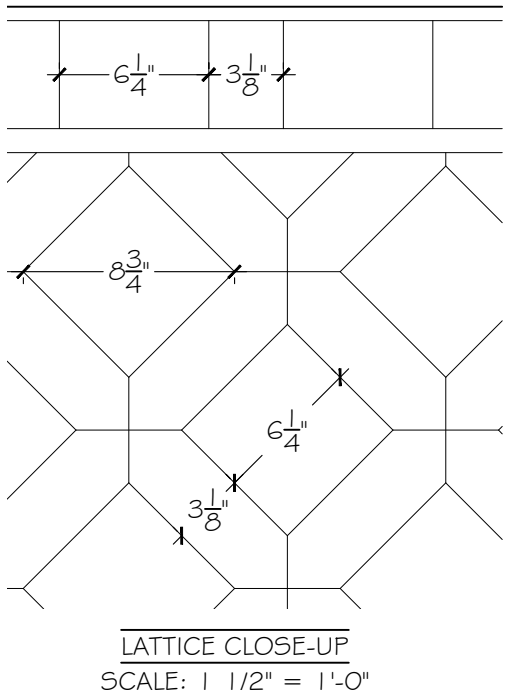 6 1/4" 3 1/8"
8 3/4"
6 1/4"
3 1/8"
LATTICE CLOSE-UP
SCALE: 1 1/2" = 1'-0"